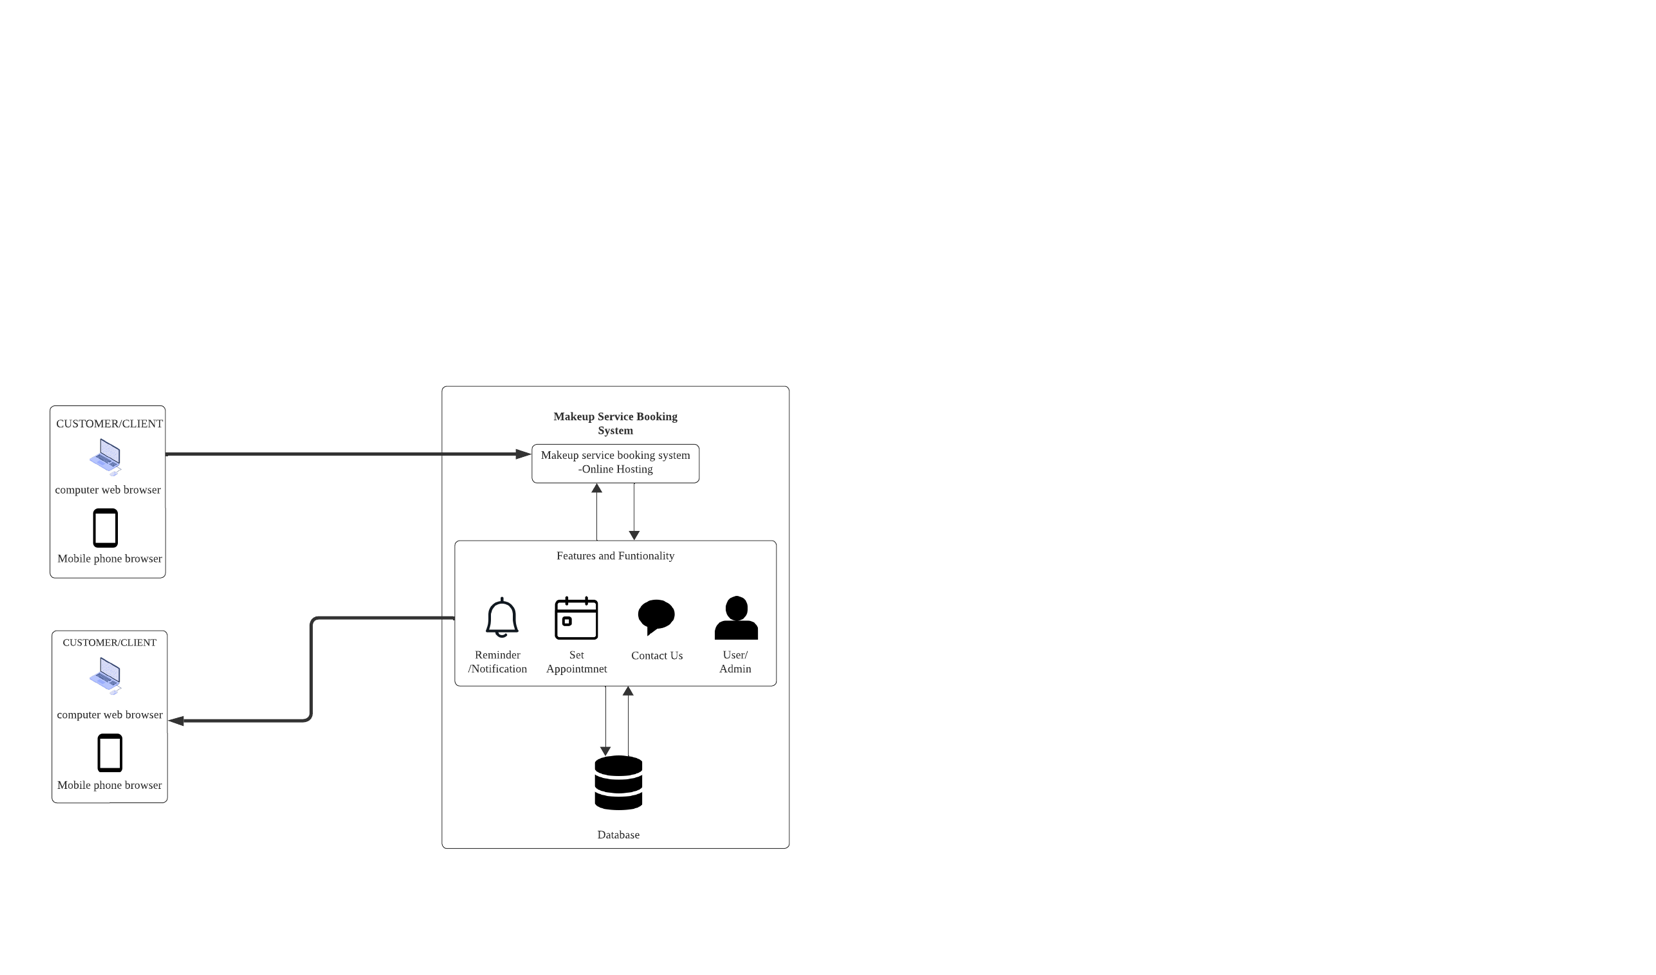 CUSTOMER/CLIENT
computer web browser
Mobile phone browser
CUSTOMER/CLIENT
computer web browser
Mobile phone browser
Makeup Service Booking
System
Makeup service booking system
-Online Hosting
Features and Funtionality
Reminder
/Notification
Set
Appointmnet
Contact Us
User/
Admin
Database